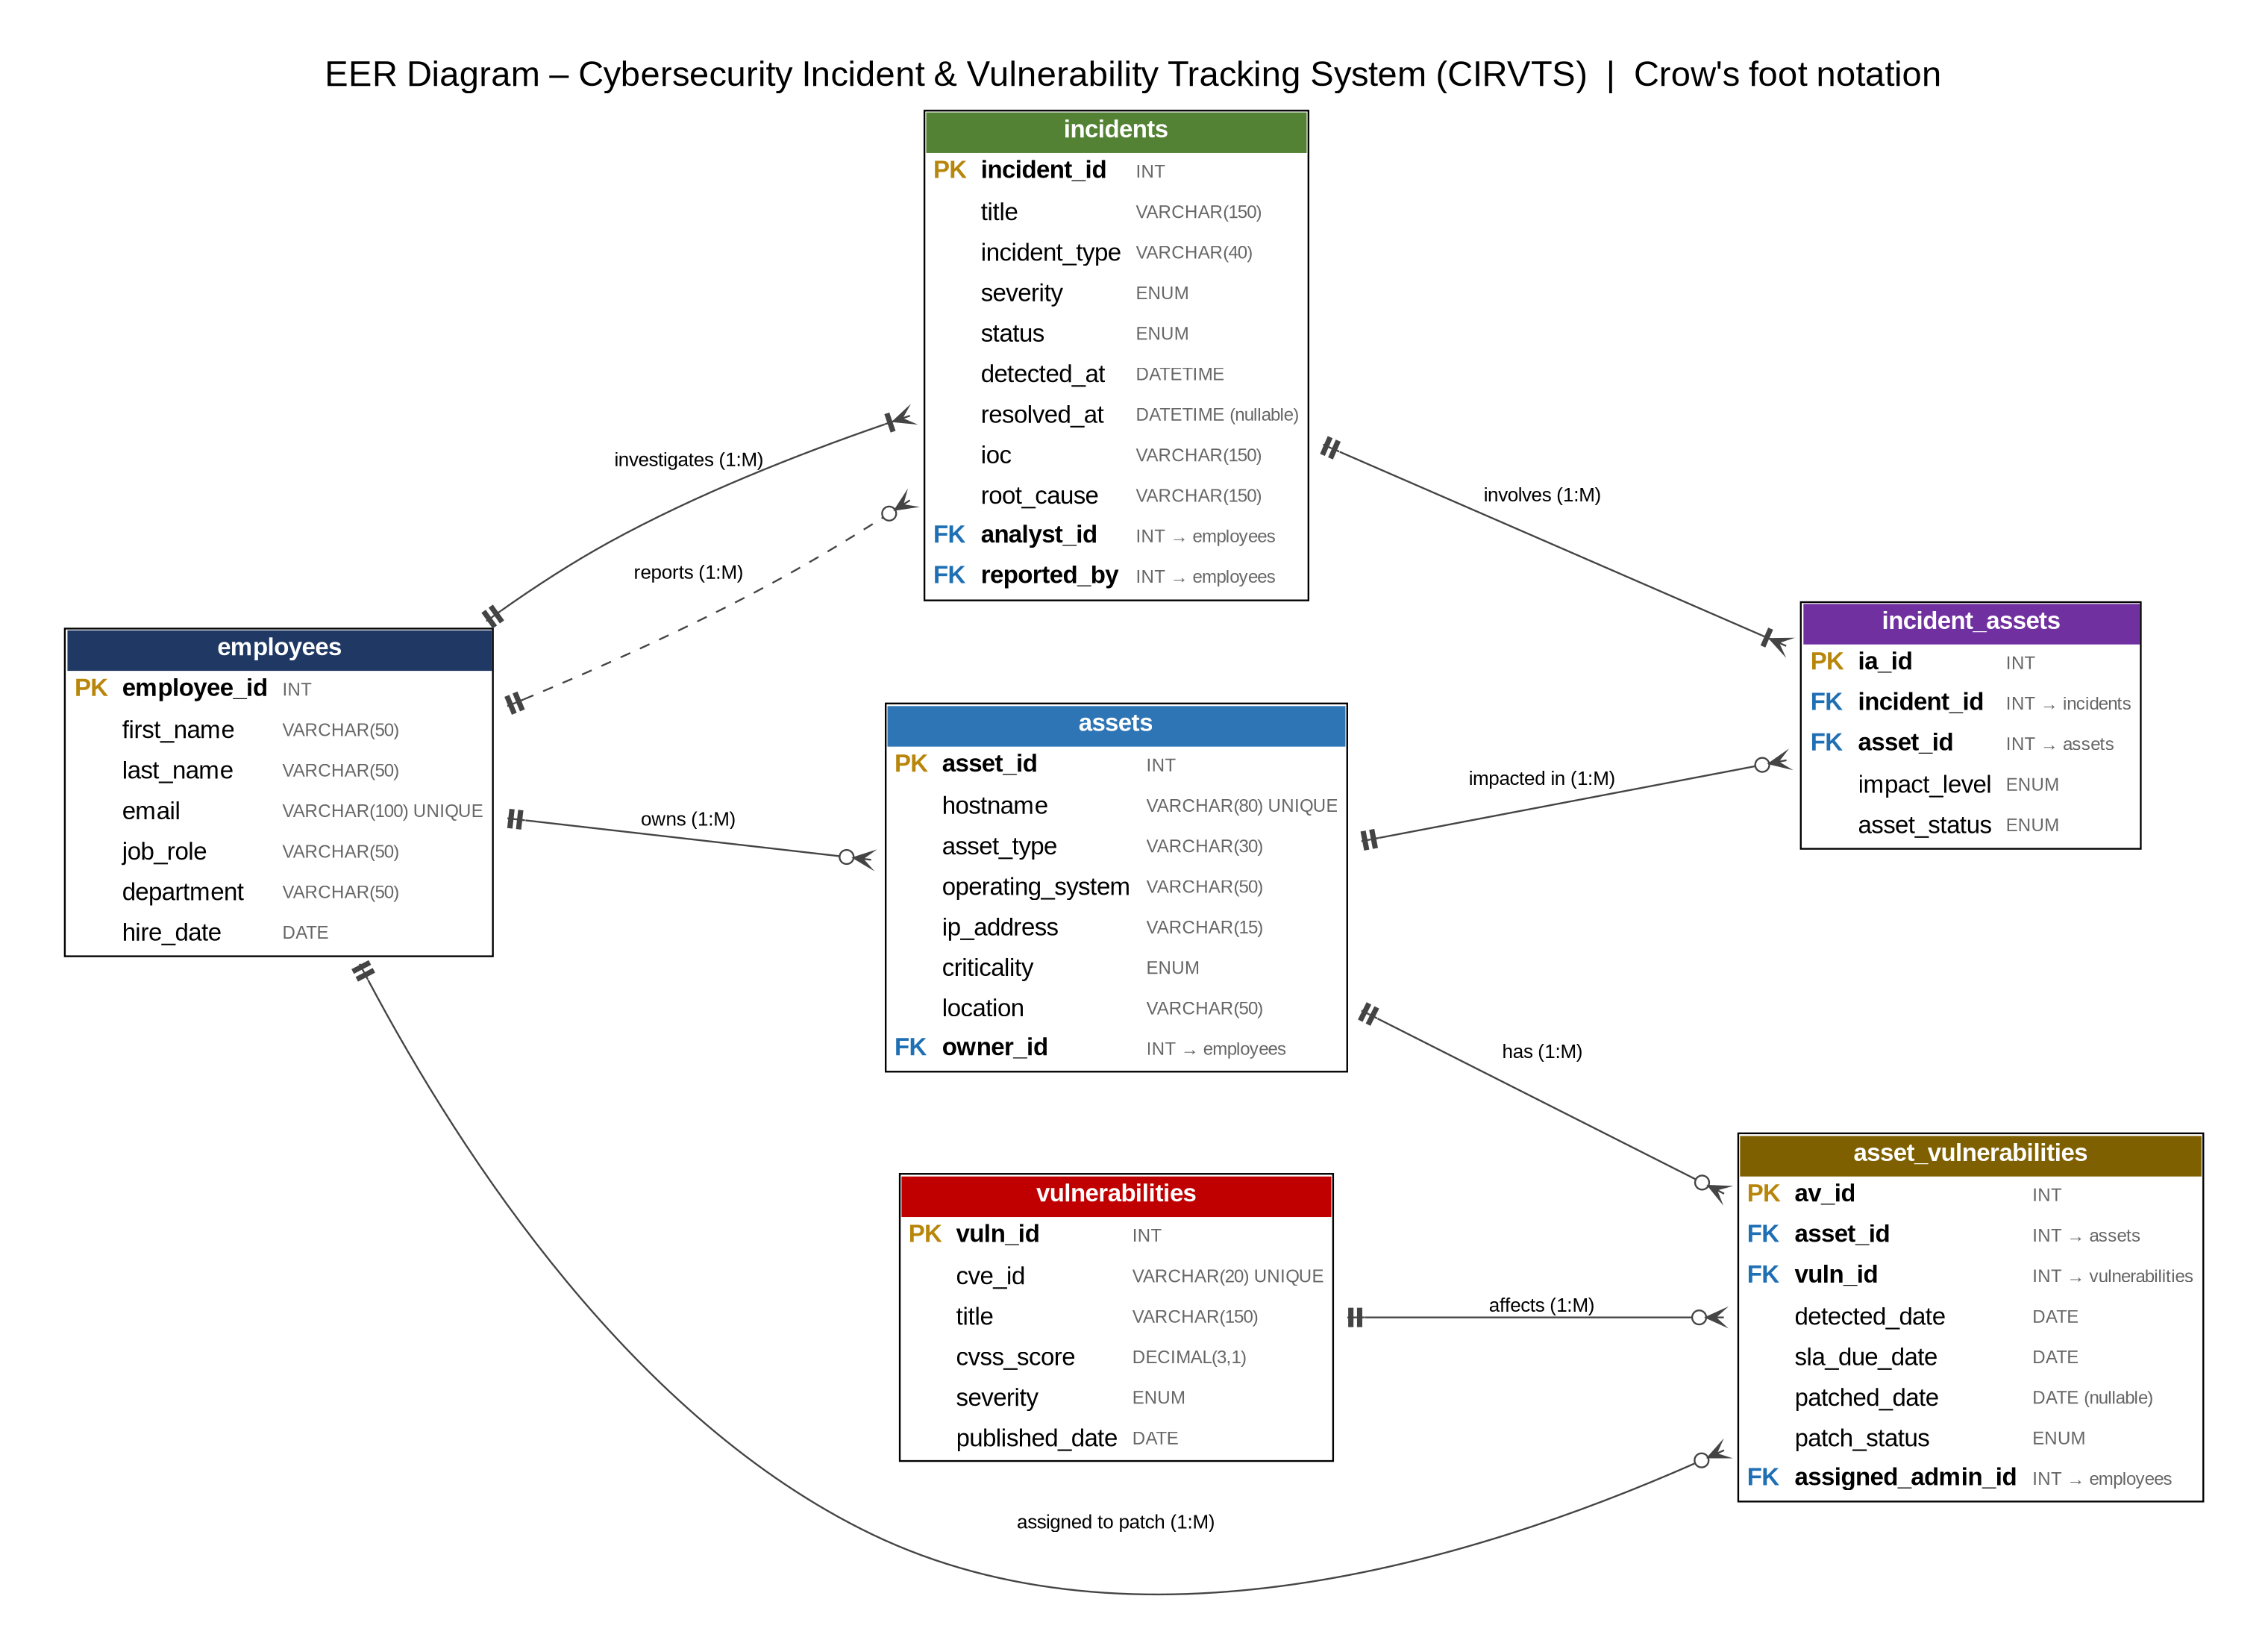 EER Diagram – Cybersecurity Incident & Vulnerability Tracking System (CIRVTS) | Crow's foot notation
incidents
PK incident_id INT
title VARCHAR(150)
incident_type VARCHAR(40)
severity ENUM
status ENUM
detected_at DATETIME
resolved_at DATETIME (nullable)
ioc VARCHAR(150)
root_cause VARCHAR(150)
FK analyst_id INT → employees
FK reported_by INT → employees
investigates (1:M)
reports (1:M)
involves (1:M)
employees
PK employee_id INT
first_name VARCHAR(50)
last_name VARCHAR(50)
email VARCHAR(100) UNIQUE
job_role VARCHAR(50)
department VARCHAR(50)
hire_date DATE
owns (1:M)
assets
PK asset_id INT
hostname VARCHAR(80) UNIQUE
asset_type VARCHAR(30)
operating_system VARCHAR(50)
ip_address VARCHAR(15)
criticality ENUM
location VARCHAR(50)
FK owner_id INT → employees
impacted in (1:M)
has (1:M)
incident_assets
PK ia_id INT
FK incident_id INT → incidents
FK asset_id INT → assets
impact_level ENUM
asset_status ENUM
vulnerabilities
PK vuln_id INT
cve_id VARCHAR(20) UNIQUE
title VARCHAR(150)
cvss_score DECIMAL(3,1)
severity ENUM
published_date DATE
affects (1:M)
asset_vulnerabilities
PK av_id INT
FK asset_id INT → assets
FK vuln_id INT → vulnerabilities
detected_date DATE
sla_due_date DATE
patched_date DATE (nullable)
patch_status ENUM
FK assigned_admin_id INT → employees
assigned to patch (1:M)